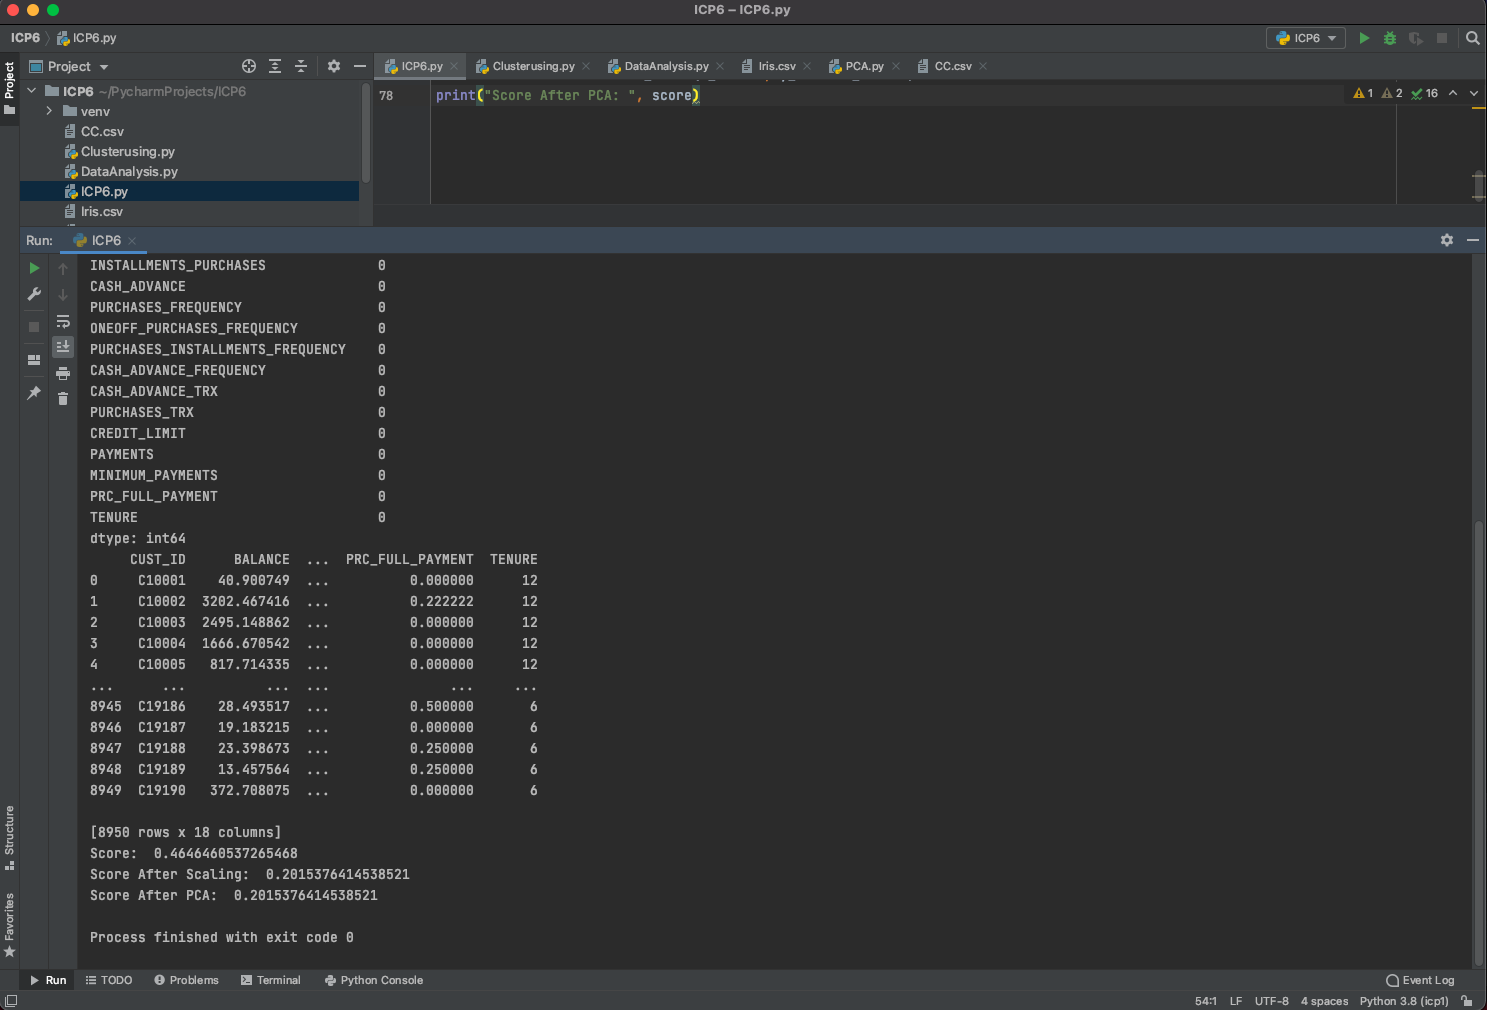 ICP6 – ICP6.py
ICP6 ICP6.py ICP6
Project ICP6.py Clusterusing.py DataAnalysis.py Iris.csv PCA.py CC.csv
Project
ICP6 ~/PycharmProjects/ICP6
venv
CC.csv
Clusterusing.py
DataAnalysis.py
ICP6.py
Iris.csv
78 print("Score After PCA: ", score) 1 2 16
Run: ICP6
INSTALLMENTS_PURCHASES 0
CASH_ADVANCE 0
PURCHASES_FREQUENCY 0
ONEOFF_PURCHASES_FREQUENCY 0
PURCHASES_INSTALLMENTS_FREQUENCY 0
CASH_ADVANCE_FREQUENCY 0
CASH_ADVANCE_TRX 0
PURCHASES_TRX 0
CREDIT_LIMIT 0
PAYMENTS 0
MINIMUM_PAYMENTS 0
PRC_FULL_PAYMENT 0
TENURE 0
dtype: int64
CUST_ID BALANCE ... PRC_FULL_PAYMENT TENURE
0 C10001 40.900749 ... 0.000000 12
1 C10002 3202.467416 ... 0.222222 12
2 C10003 2495.148862 ... 0.000000 12
3 C10004 1666.670542 ... 0.000000 12
4 C10005 817.714335 ... 0.000000 12
... ... ... ... ... ...
8945 C19186 28.493517 ... 0.500000 6
8946 C19187 19.183215 ... 0.000000 6
8947 C19188 23.398673 ... 0.250000 6
8948 C19189 13.457564 ... 0.250000 6
8949 C19190 372.708075 ... 0.000000 6
[8950 rows x 18 columns]
Score: 0.4646460537265468
Score After Scaling: 0.2015376414538521
Score After PCA: 0.2015376414538521
Process finished with exit code 0
Structure
Favorites
Run TODO Problems Terminal Python Console Event Log
54:1 LF UTF-8 4 spaces Python 3.8 (icp1)